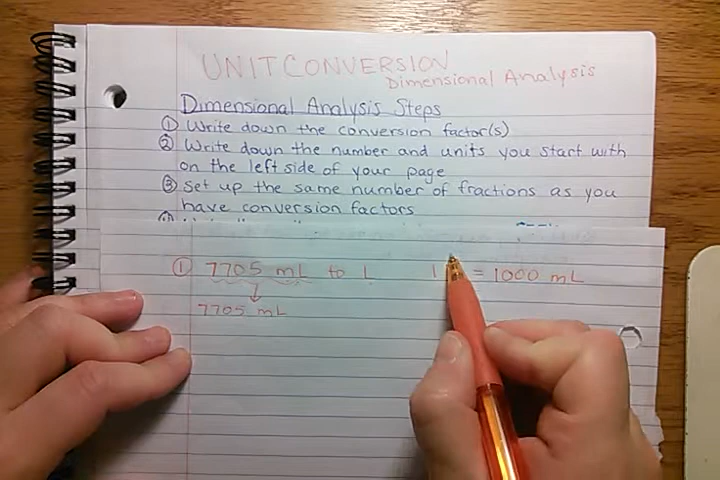 UNIT CONVERSION
Dimensional Analysis
Dimensional Analysis Steps
① Write down the conversion factor(s)
② Write down the number and units you start with
on the left side of your page
③ Set up the same number of fractions as you
have conversion factors
① 7705 mL to L 1 = 1000 mL
7705 mL